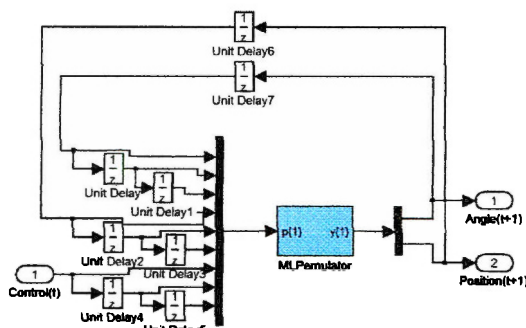 1
z
Unit Delay6
1
z
Unit Delay7
1
z
Unit Delay
1
z
Unit Delay1
1
z
Unit Delay2
1
z
Unit Delay3
1
Control(t)
1
z
Unit Delay4
1
z
p(1)
y(1)
MLPemulator
1
Angle(t+1)
2
Position(t+1)